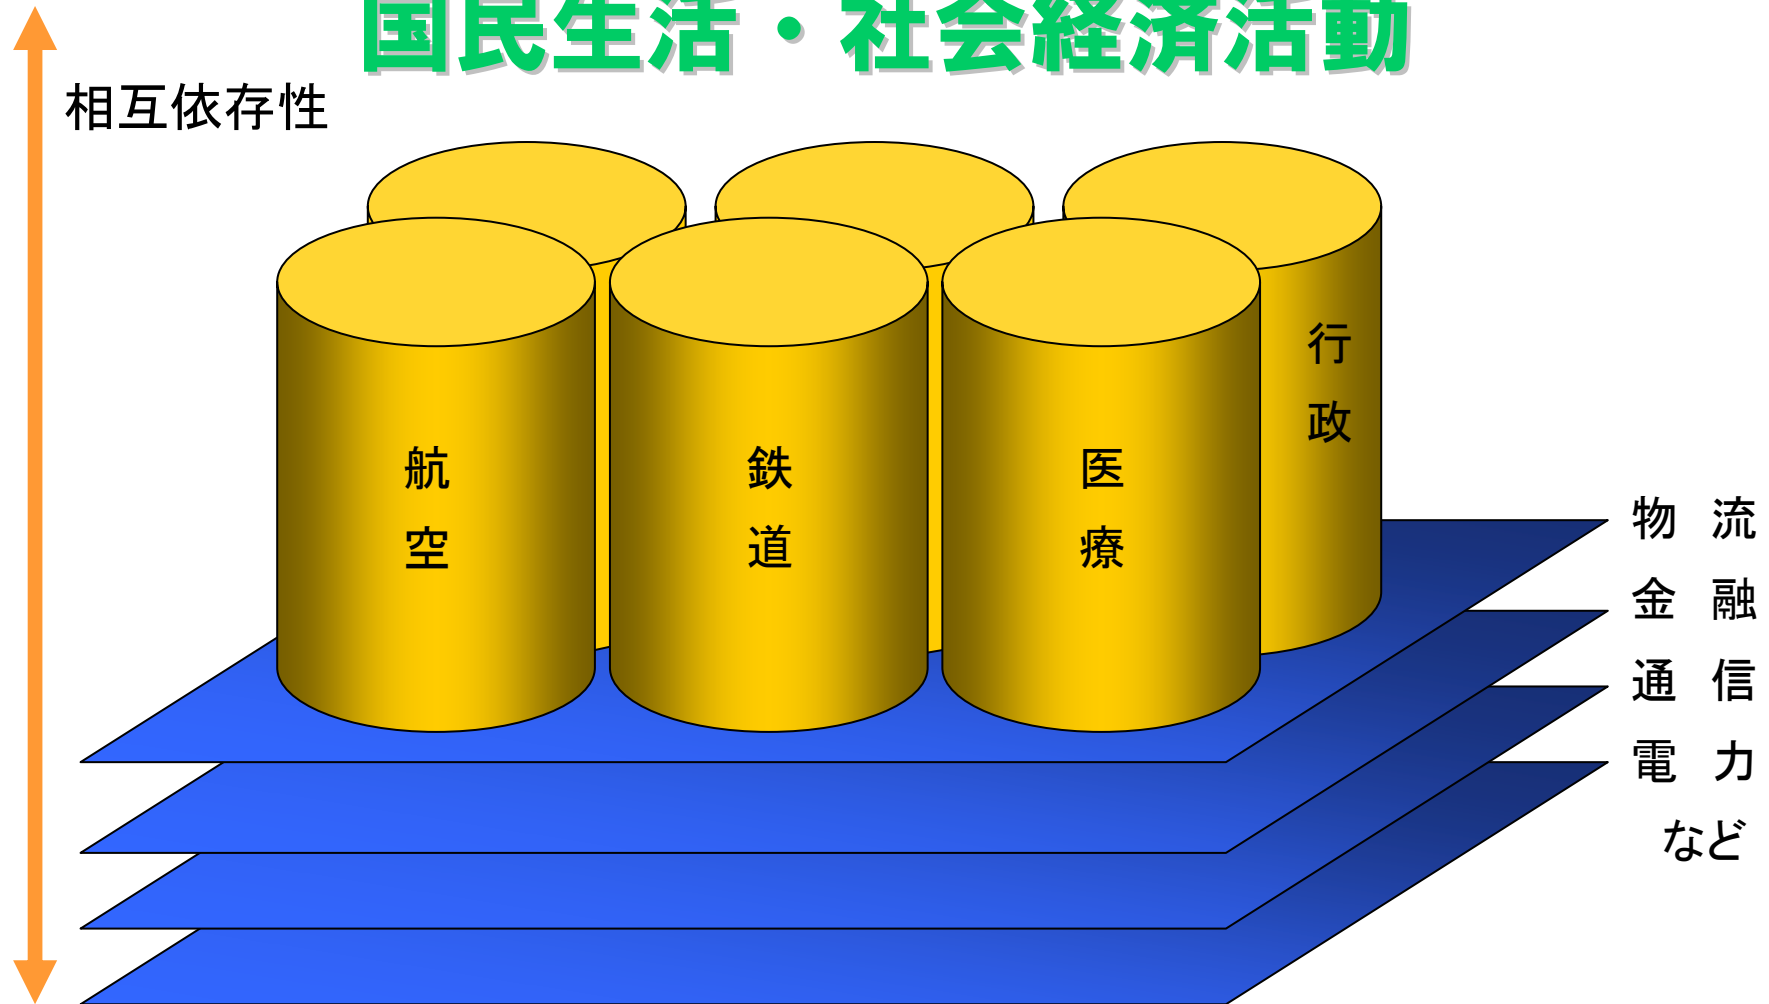 国民生活・社会経済活動
相互依存性
行政
航空
鉄道
医療
物 流
金 融
通 信
電 力
など